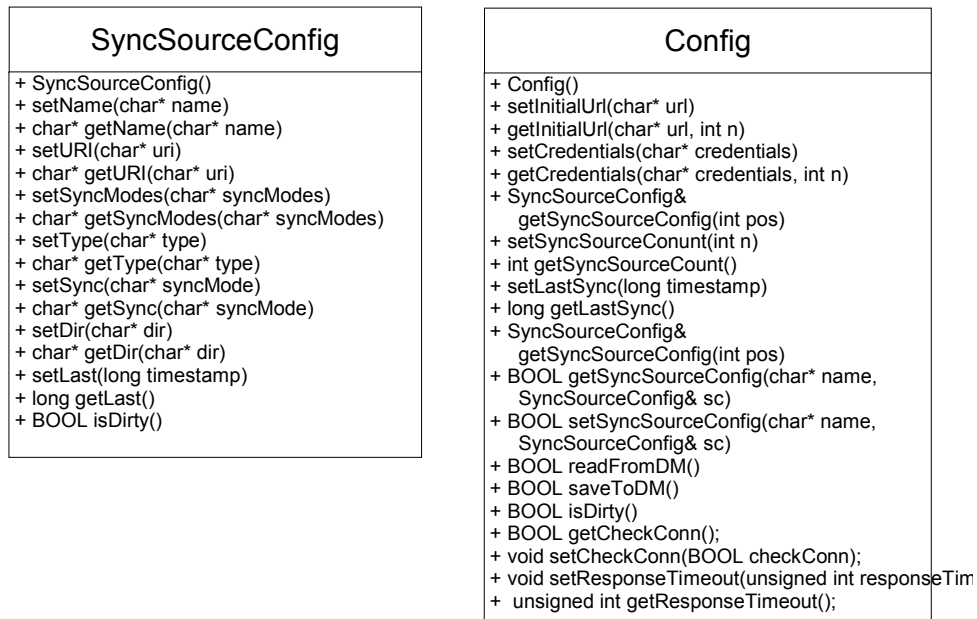 SyncSourceConfig
+ SyncSourceConfig()
+ setName(char* name)
+ char* getName(char* name)
+ setURI(char* uri)
+ char* getURI(char* uri)
+ setSyncModes(char* syncModes)
+ char* getSyncModes(char* syncModes)
+ setType(char* type)
+ char* getType(char* type)
+ setSync(char* syncMode)
+ char* getSync(char* syncMode)
+ setDir(char* dir)
+ char* getDir(char* dir)
+ setLast(long timestamp)
+ long getLast()
+ BOOL isDirty()
Config
+ Config()
+ setInitialUrl(char* url)
+ getInitialUrl(char* url, int n)
+ setCredentials(char* credentials)
+ getCredentials(char* credentials, int n)
+ SyncSourceConfig&
getSyncSourceConfig(int pos)
+ setSyncSourceConunt(int n)
+ int getSyncSourceCount()
+ setLastSync(long timestamp)
+ long getLastSync()
+ SyncSourceConfig&
getSyncSourceConfig(int pos)
+ BOOL getSyncSourceConfig(char* name,
SyncSourceConfig& sc)
+ BOOL setSyncSourceConfig(char* name,
SyncSourceConfig& sc)
+ BOOL readFromDM()
+ BOOL saveToDM()
+ BOOL isDirty()
+ BOOL getCheckConn();
+ void setCheckConn(BOOL checkConn);
+ void setResponseTimeout(unsigned int responseTim
+ unsigned int getResponseTimeout();